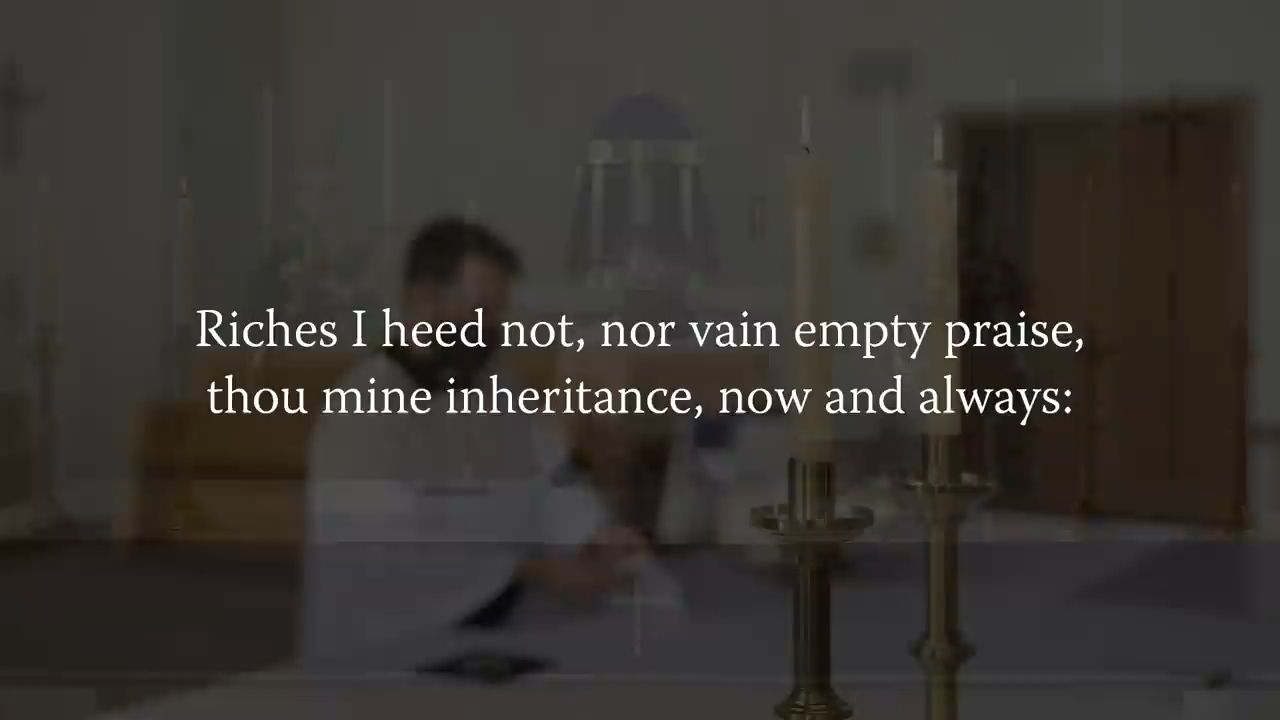 Riches I heed not, nor vain empty praise,
thou mine inheritance, now and always: